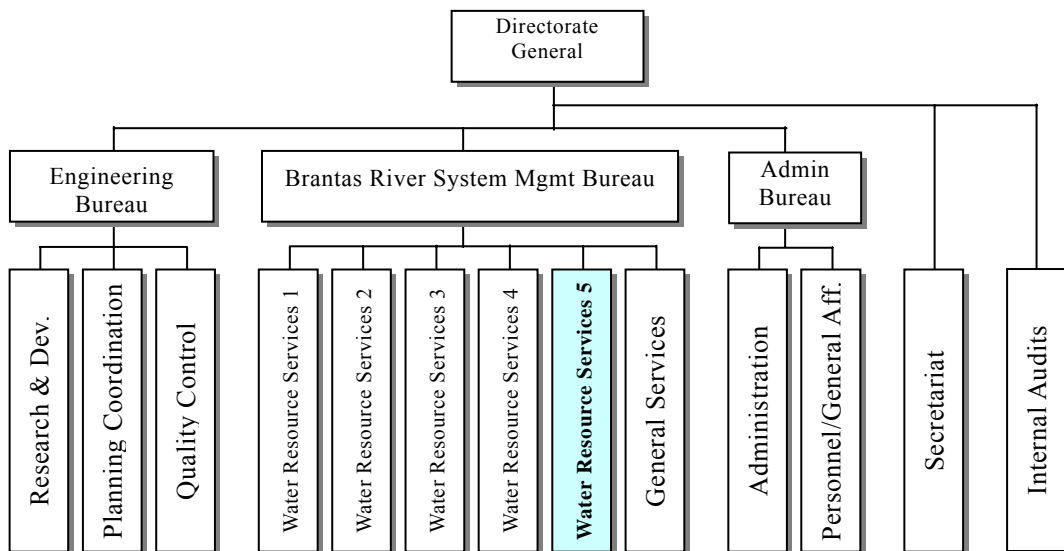 Directorate
General
Engineering
Bureau
Brantas River System Mgmt Bureau
Admin
Bureau
Research & Dev.
Planning Coordination
Quality Control
Water Resource Services 1
Water Resource Services 2
Water Resource Services 3
Water Resource Services 4
Water Resource Services 5
General Services
Administration
Personnel/General Aff.
Secretariat
Internal Audits